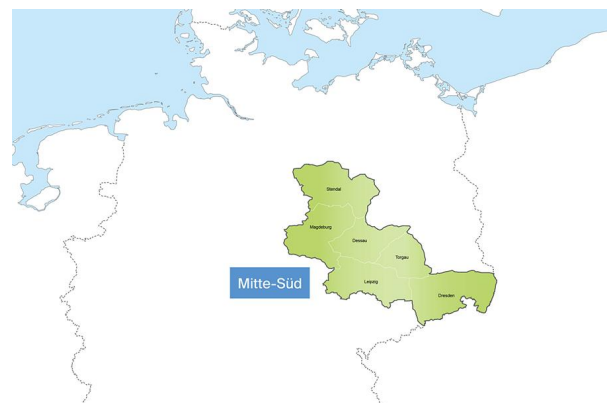 Stendal
Magdeburg
Dessau
Torgau
Mitte-Süd
Leipzig
Dresden